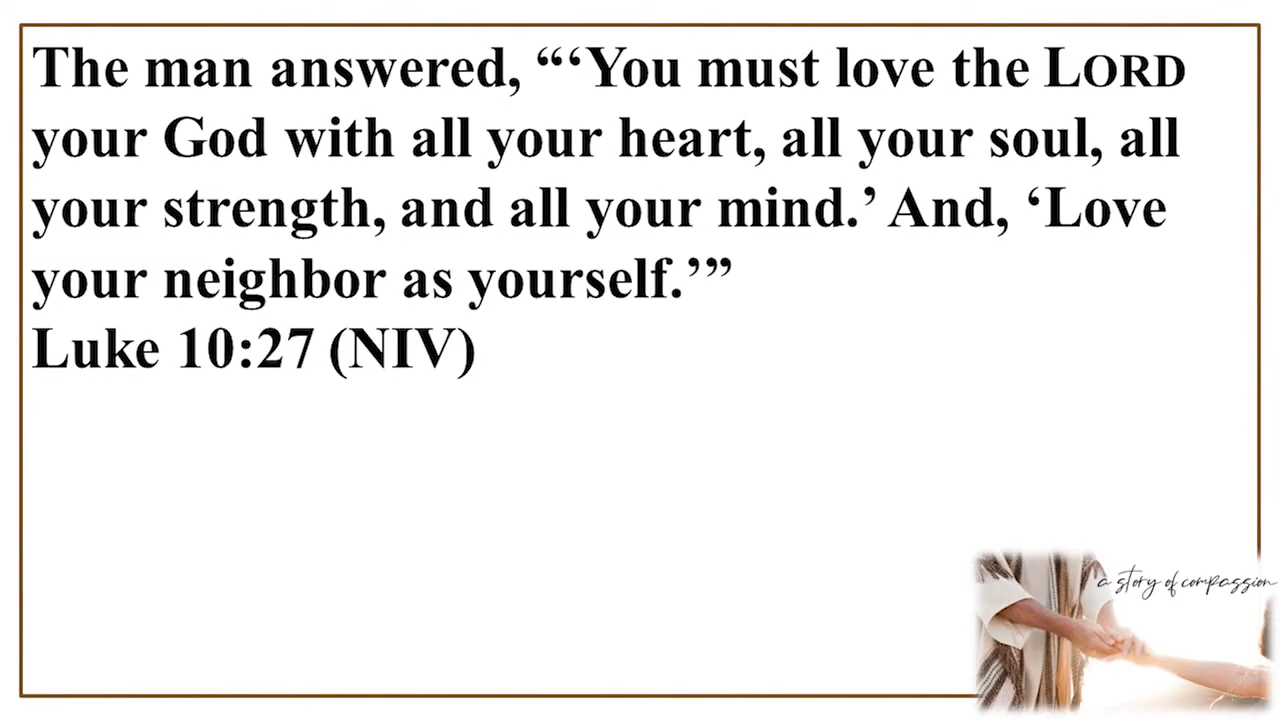 The man answered, “‘You must love the LORD
your God with all your heart, all your soul, all
your strength, and all your mind.’ And, ‘Love
your neighbor as yourself.’”
Luke 10:27 (NIV)
a story of compassion